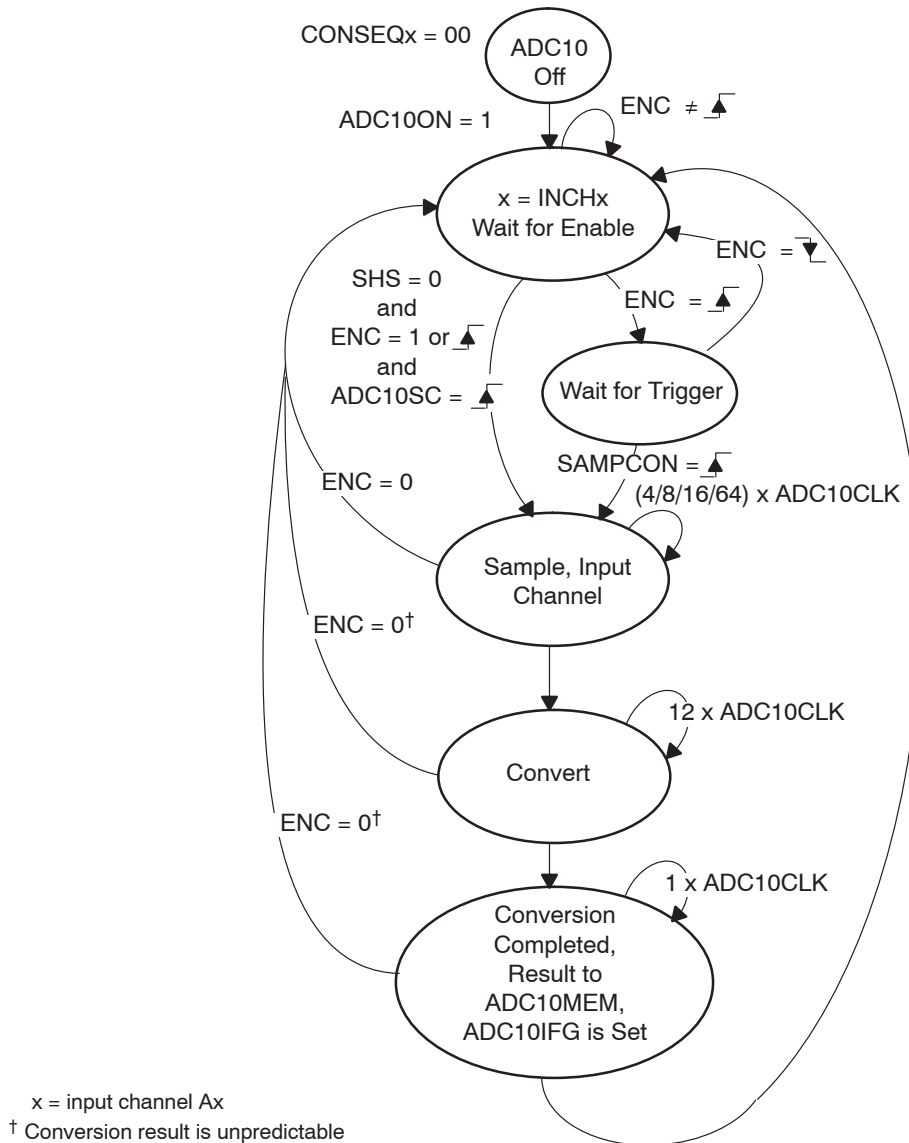 CONSEQx = 00
ADC10
Off
ADC10ON = 1
ENC ≠
x = INCHx
Wait for Enable
ENC =
SHS = 0
and
ENC = 1 or
and
ADC10SC =
ENC =
Wait for Trigger
SAMPCON =
(4/8/16/64) x ADC10CLK
ENC = 0
Sample, Input
Channel
ENC = 0†
12 x ADC10CLK
Convert
ENC = 0†
1 x ADC10CLK
Conversion
Completed,
Result to
ADC10MEM,
ADC10IFG is Set
x = input channel Ax
† Conversion result is unpredictable